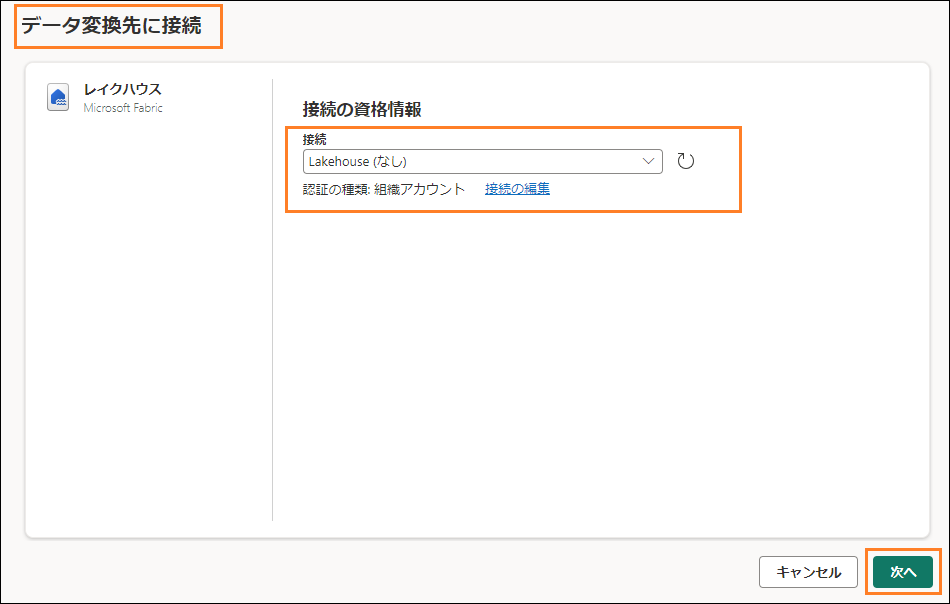 データ変換先に接続
レイクハウス
Microsoft Fabric
接続の資格情報
接続
Lakehouse (なし)
認証の種類: 組織アカウント 接続の編集
キャンセル 次へ